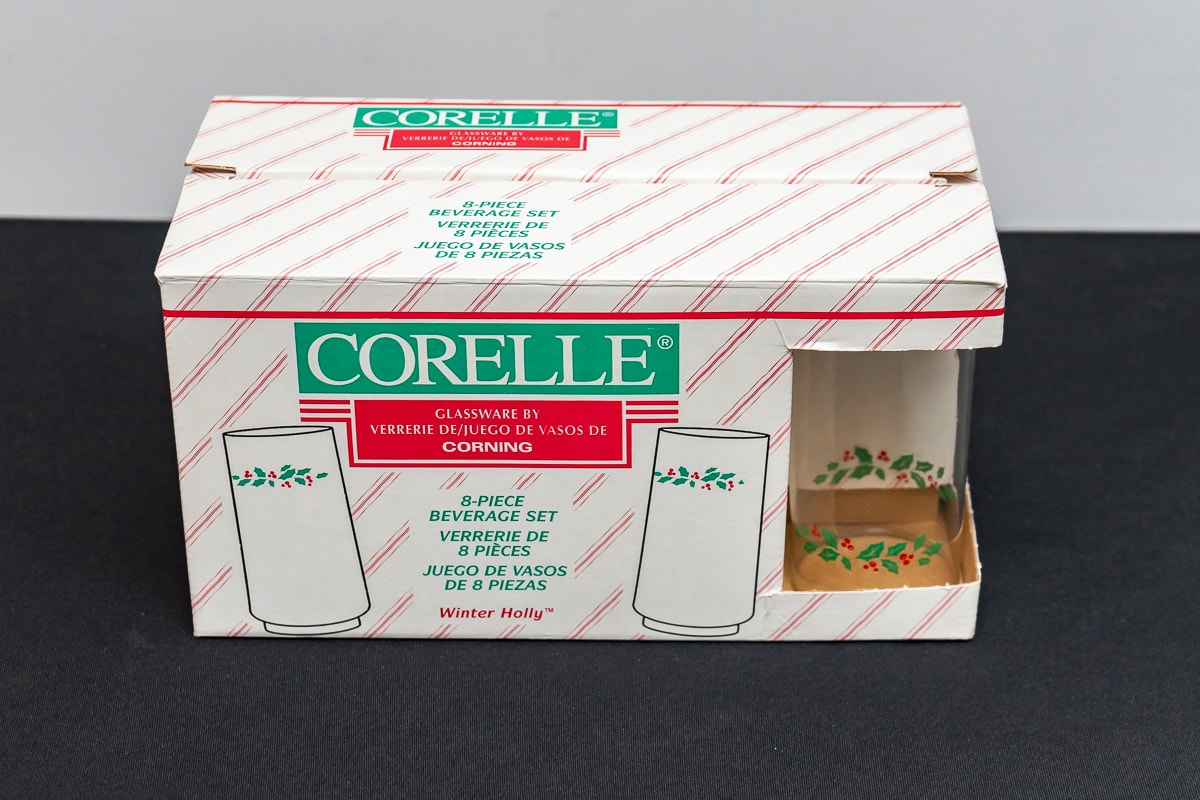 CORELLE®
GLASSWARE BY
VERRERIE DE/JUEGO DE VASOS DE
CORNING
8-PIECE
BEVERAGE SET
VERRERIE DE
8 PIÈCES
JUEGO DE VASOS
DE 8 PIEZAS
CORELLE®
GLASSWARE BY
VERRERIE DE/JUEGO DE VASOS DE
CORNING
8-PIECE
BEVERAGE SET
VERRERIE DE
8 PIÈCES
JUEGO DE VASOS
DE 8 PIEZAS
Winter Holly™